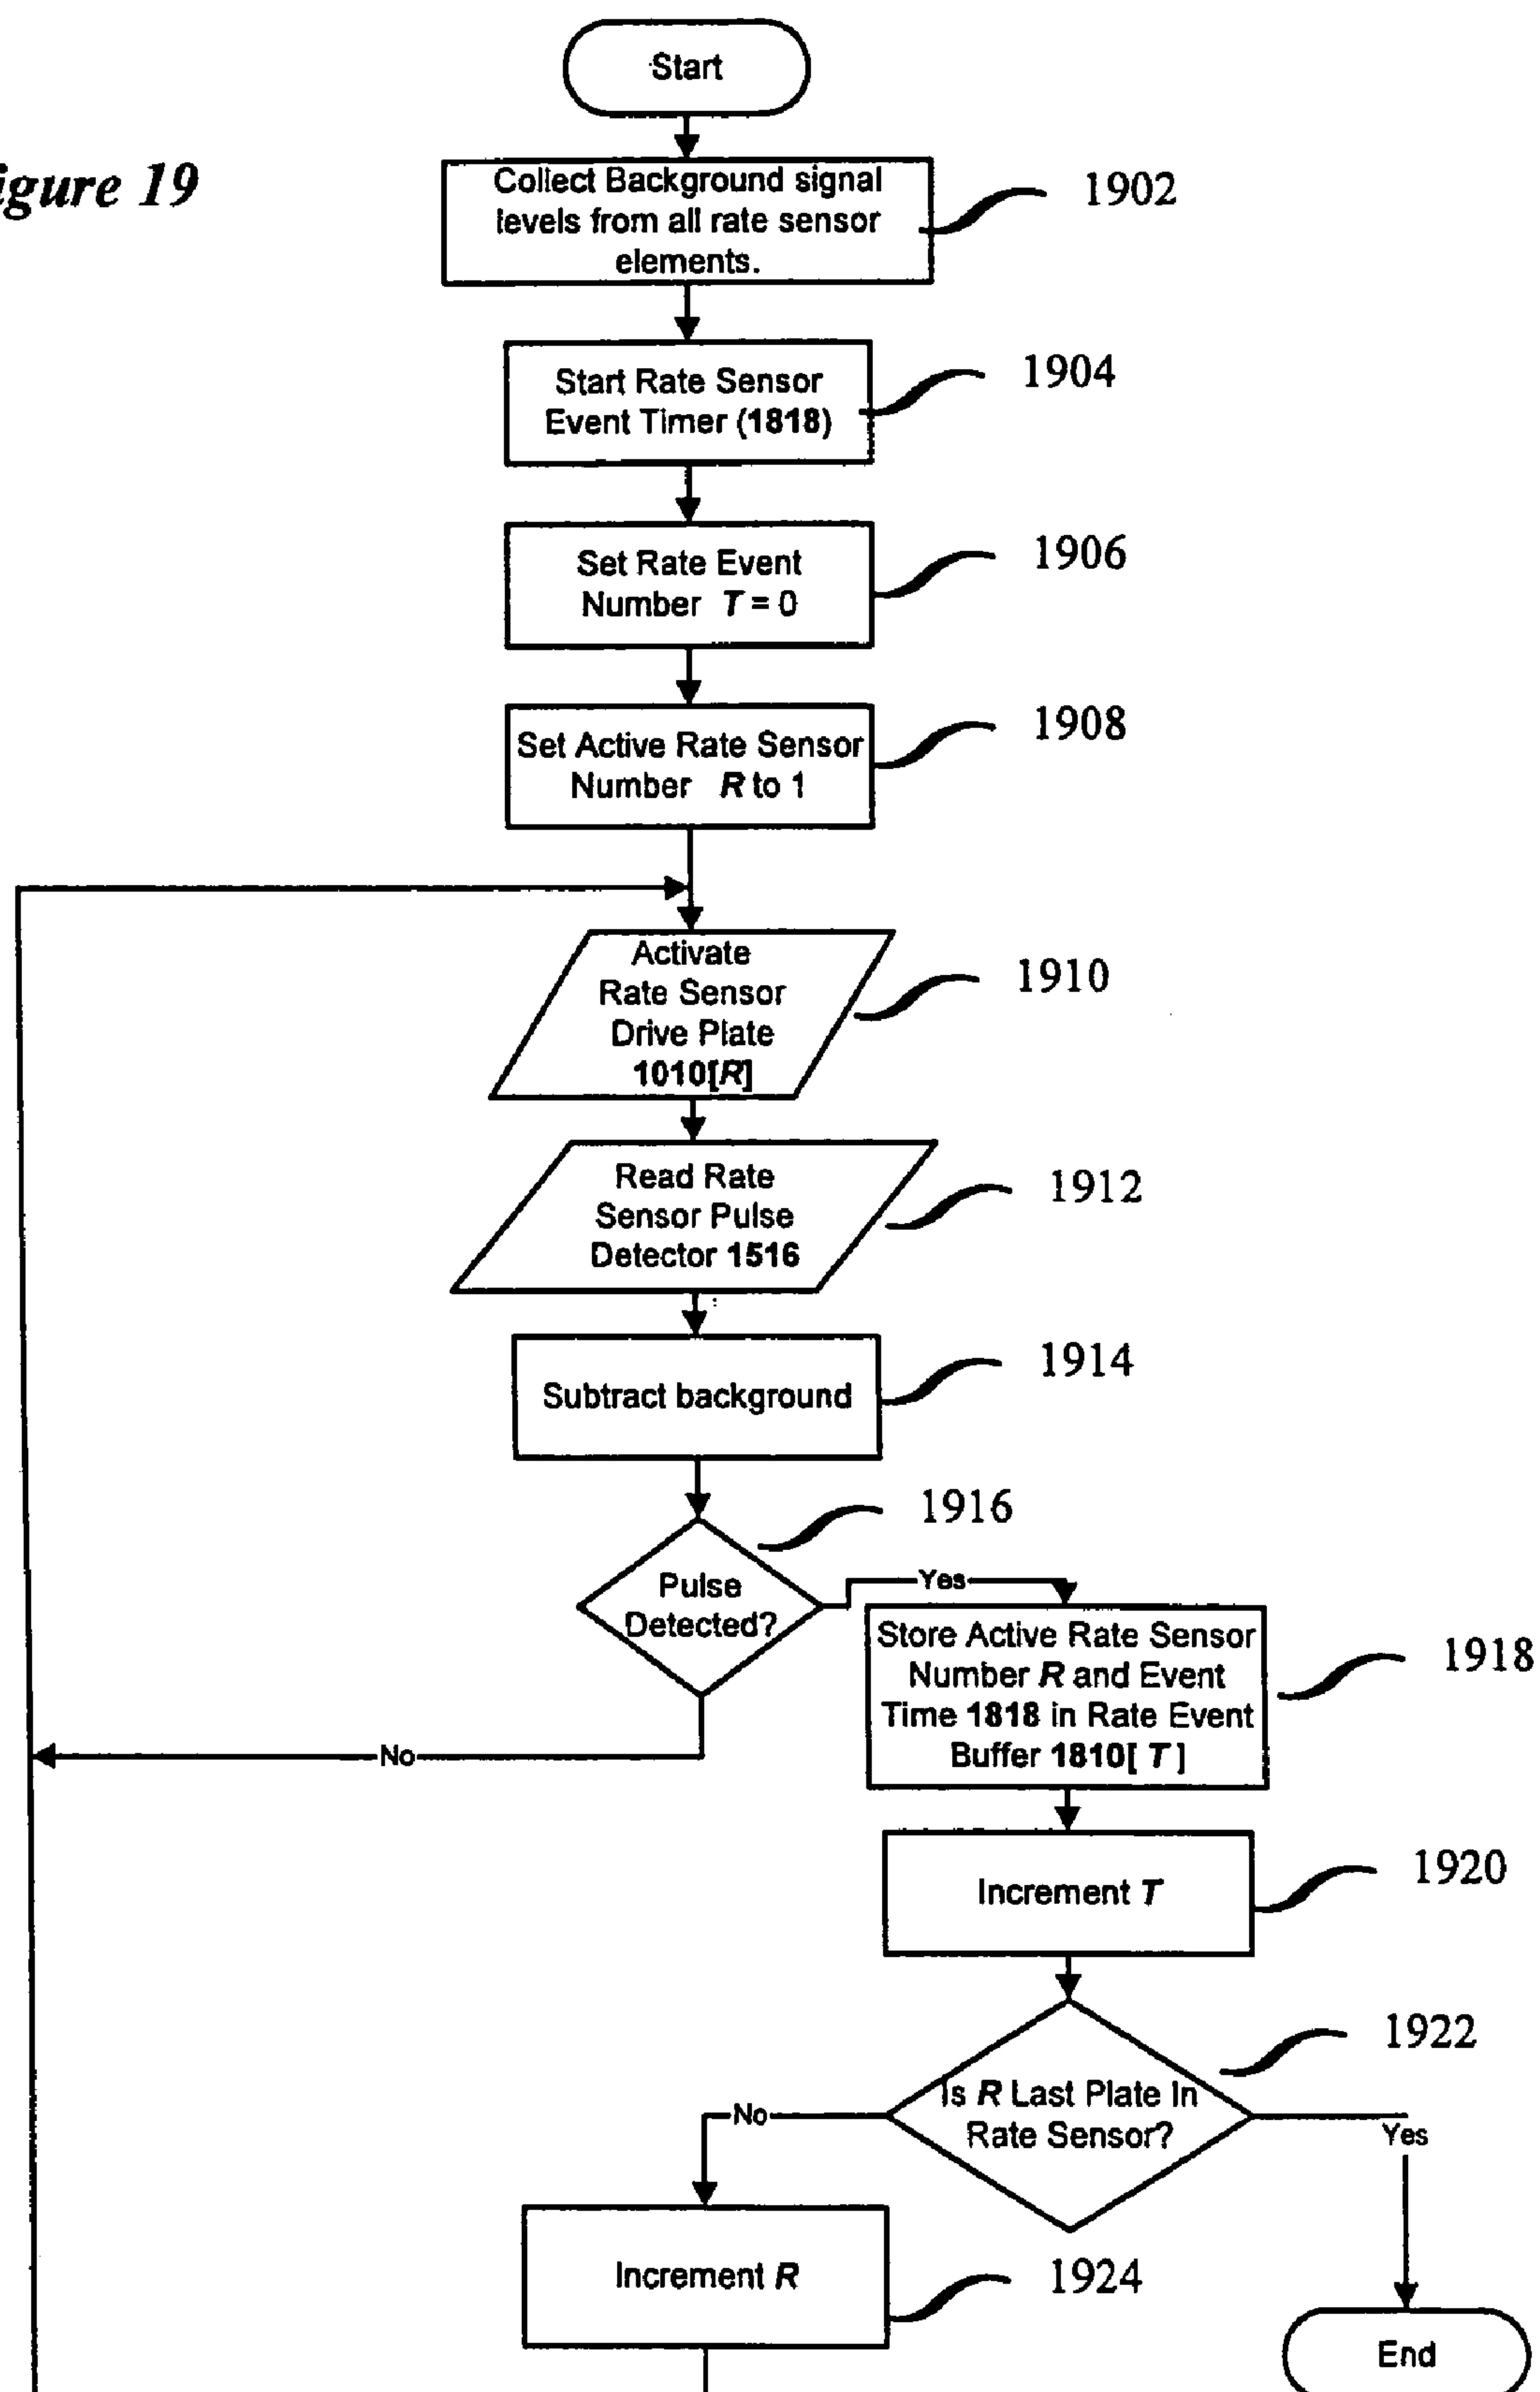 Start
igure 19
Collect Background signal
levels from all rate sensor
elements.
1902
Start Rate Sensor
Event Timer (1818)
1904
Set Rate Event
Number T = 0
1906
Set Active Rate Sensor
Number R to 1
1908
Activate
Rate Sensor
Drive Plate
1010[R]
1910
Read Rate
Sensor Pulse
Detector 1516
1912
Subtract background
1914
1916
Pulse
Detected?
Yes
No
Store Active Rate Sensor
Number R and Event
Time 1818 in Rate Event
Buffer 1810[ T ]
1918
Increment T
1920
1922
Is R Last Plate In
Rate Sensor?
No
Yes
Increment R
1924
End